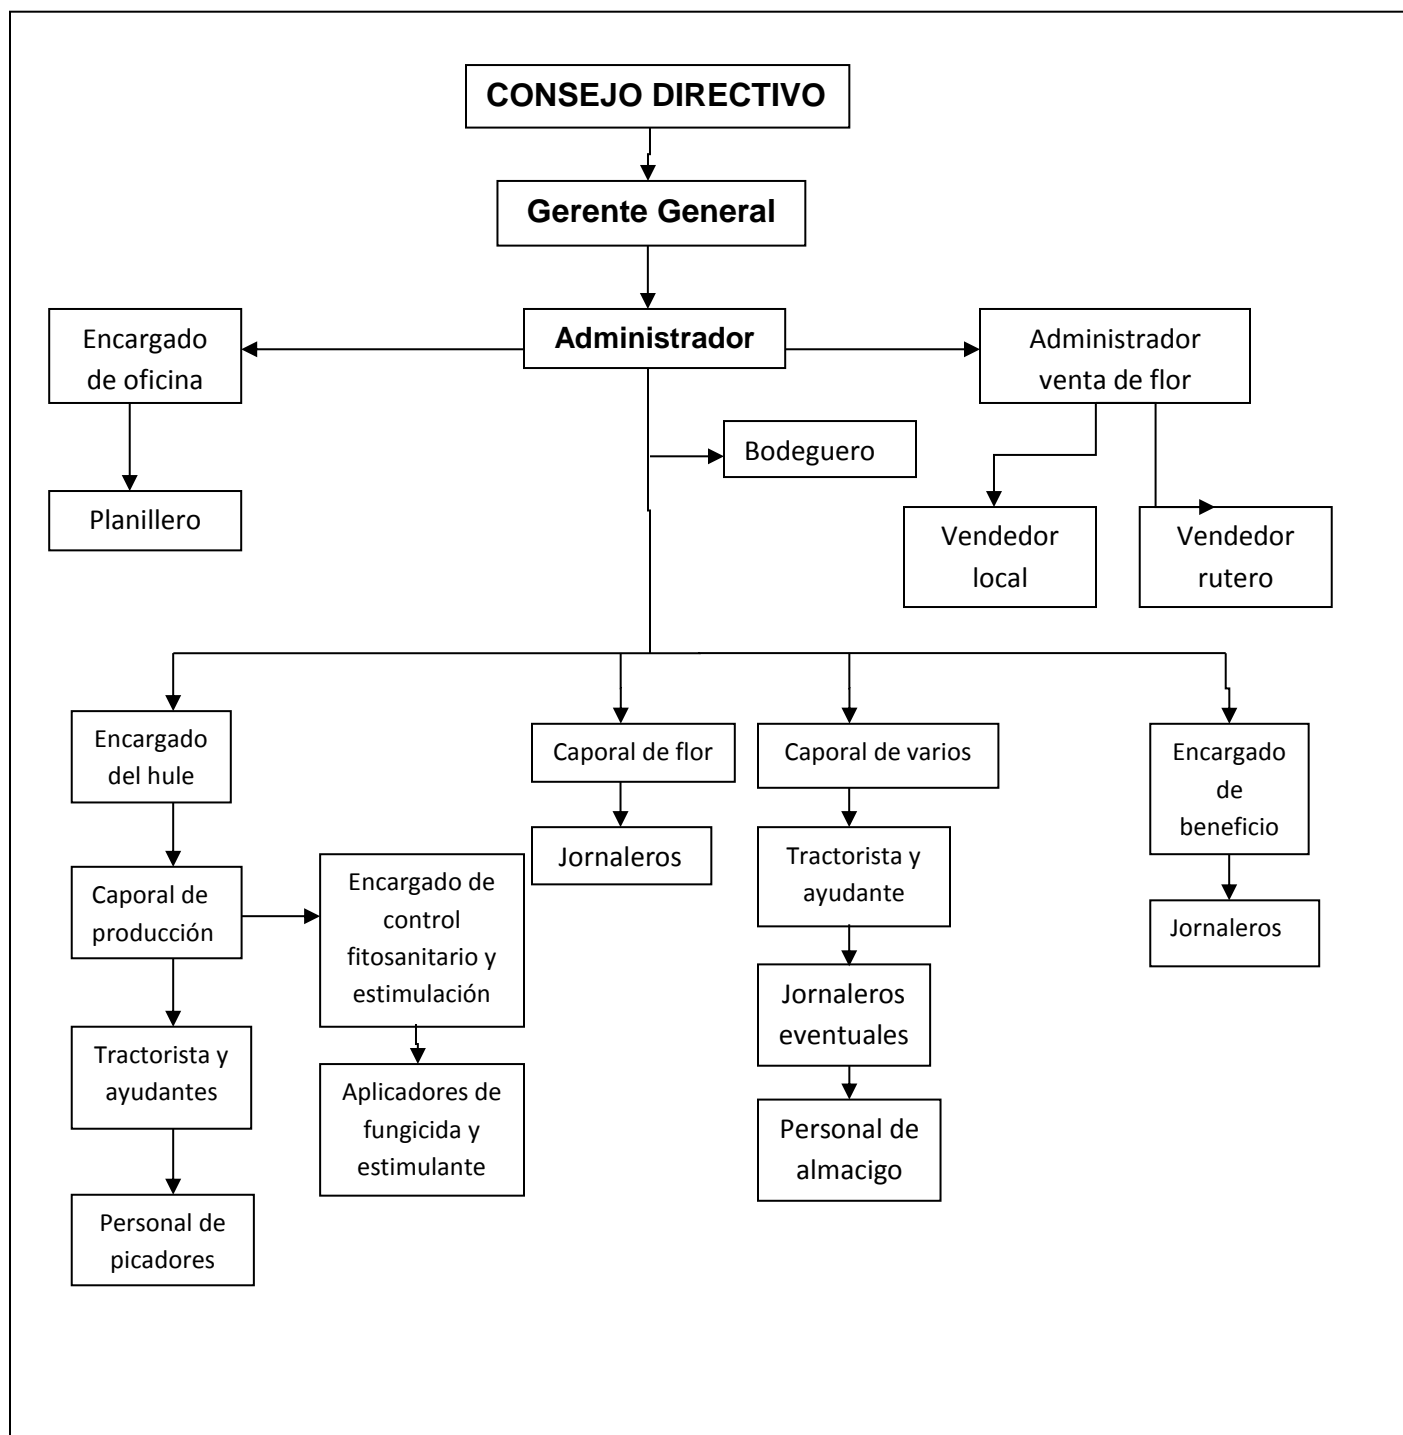 CONSEJO DIRECTIVO
Gerente General
Encargado
de oficina
Administrador
Administrador
venta de flor
Bodeguero
Planillero
Vendedor
local
Vendedor
rutero
Encargado
del hule
Caporal de flor
Caporal de varios
Encargado
de
beneficio
Caporal de
producción
Encargado de
control
fitosanitario y
estimulación
Jornaleros
Tractorista y
ayudante
Jornaleros
Tractorista y
ayudantes
Aplicadores de
fungicida y
estimulante
Jornaleros
eventuales
Personal de
almacigo
Personal de
picadores